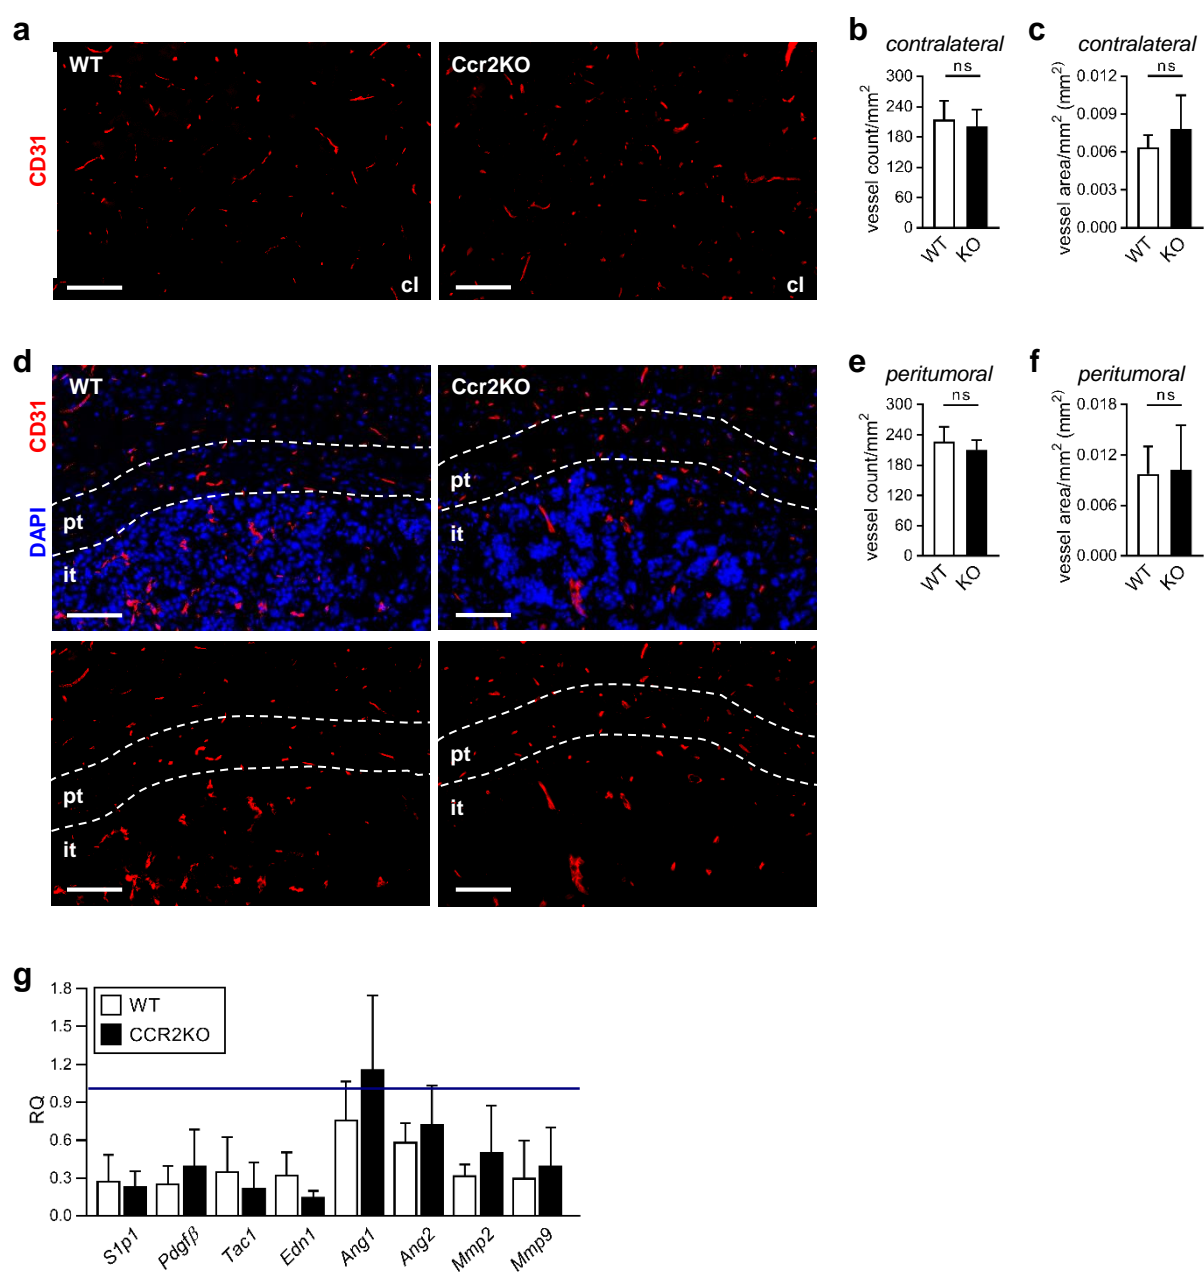 a
WT
Ccr2KO
CD31
cl
cl
b
contralateral
ns
vessel count/mm²
300
240
180
120
60
0
WT
KO
c
contralateral
ns
vessel area/mm² (mm²)
0.012
0.009
0.006
0.003
0.000
WT
KO
d
WT
Ccr2KO
CD31
DAPI
pt
it
pt
it
pt
it
pt
it
e
peritumoral
ns
vessel count/mm²
300
240
180
120
60
0
WT
KO
f
peritumoral
ns
vessel area/mm² (mm²)
0.018
0.012
0.006
0.000
WT
KO
g
WT
CCR2KO
RQ
1.8
1.5
1.2
0.9
0.6
0.3
0.0
S1p1
Pdgfβ
Tac1
Edn1
Ang1
Ang2
Mmp2
Mmp9